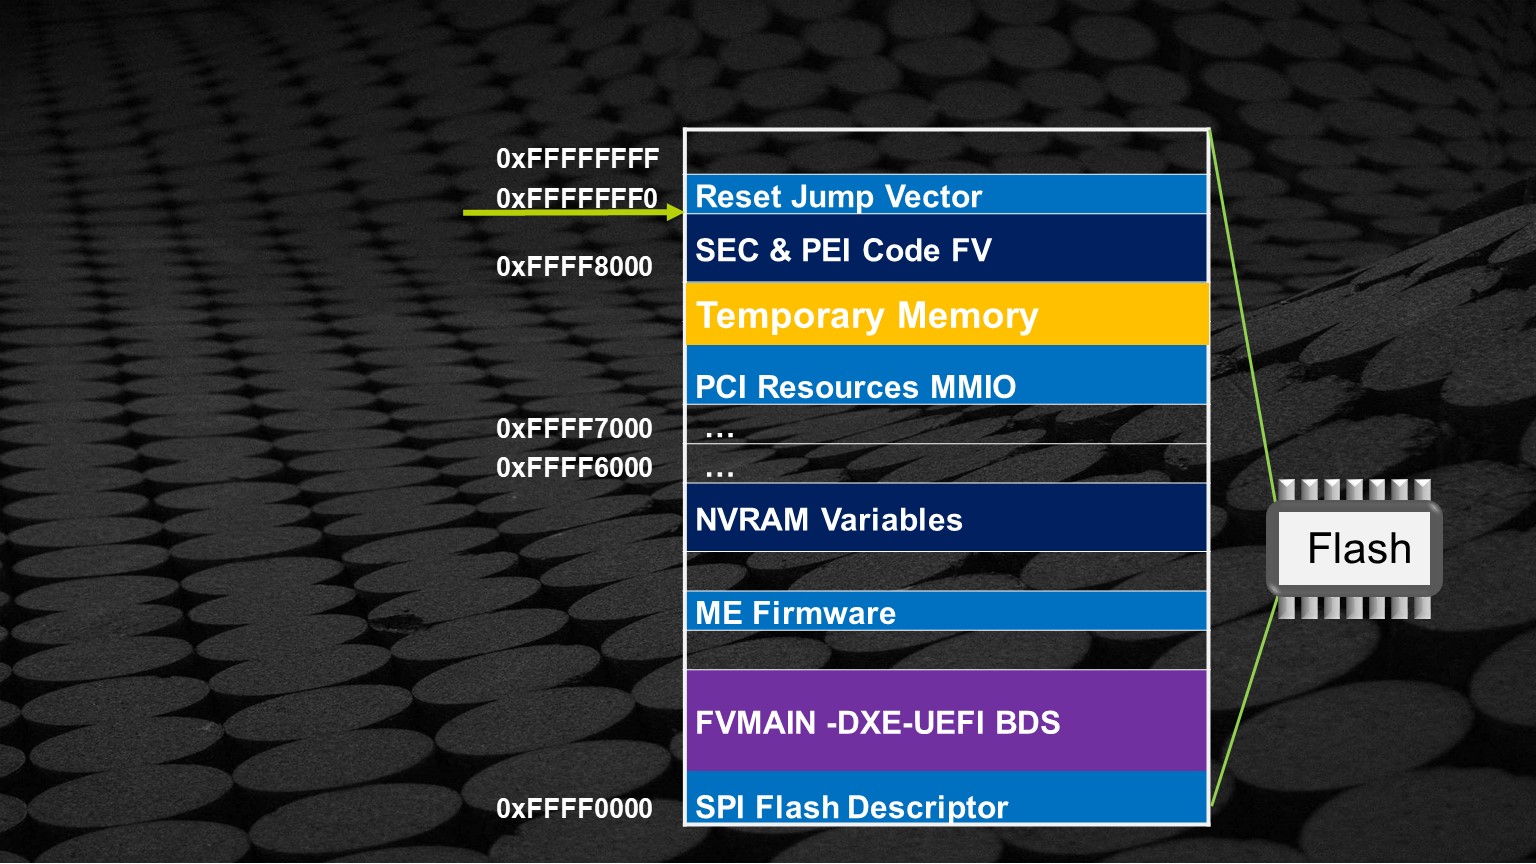 0xFFFFFFFF
0xFFFFFFF0
Reset Jump Vector
SEC & PEI Code FV
0xFFFF8000
Temporary Memory
PCI Resources MMIO
0xFFFF7000
...
0xFFFF6000
...
NVRAM Variables
Flash
ME Firmware
FVMAIN -DXE-UEFI BDS
0xFFFF0000
SPI Flash Descriptor